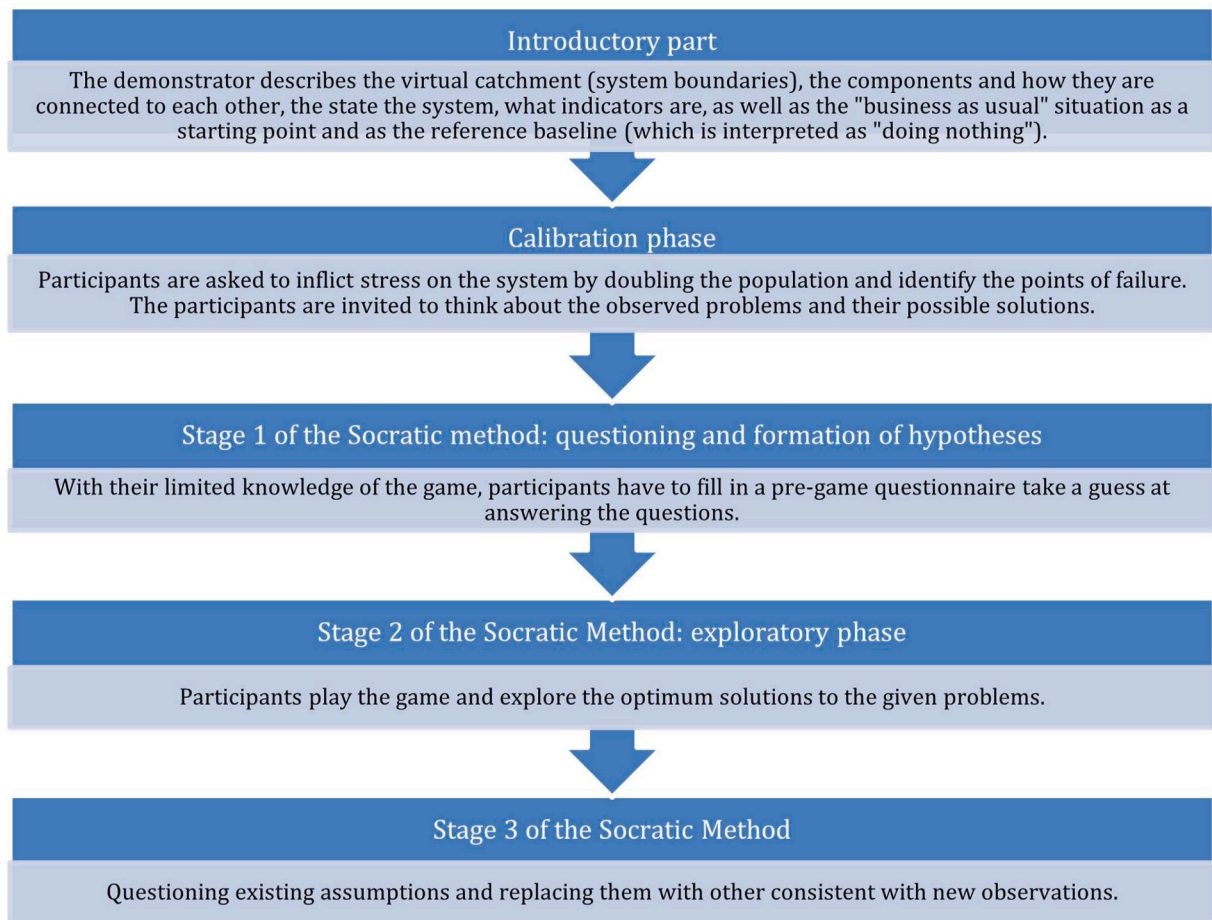 Introductory part
The demonstrator describes the virtual catchment (system boundaries), the components and how they are
connected to each other, the state the system, what indicators are, as well as the "business as usual" situation as a
starting point and as the reference baseline (which is interpreted as "doing nothing").
Calibration phase
Participants are asked to inflict stress on the system by doubling the population and identify the points of failure.
The participants are invited to think about the observed problems and their possible solutions.
Stage 1 of the Socratic method: questioning and formation of hypotheses
With their limited knowledge of the game, participants have to fill in a pre-game questionnaire take a guess at
answering the questions.
Stage 2 of the Socratic Method: exploratory phase
Participants play the game and explore the optimum solutions to the given problems.
Stage 3 of the Socratic Method
Questioning existing assumptions and replacing them with other consistent with new observations.